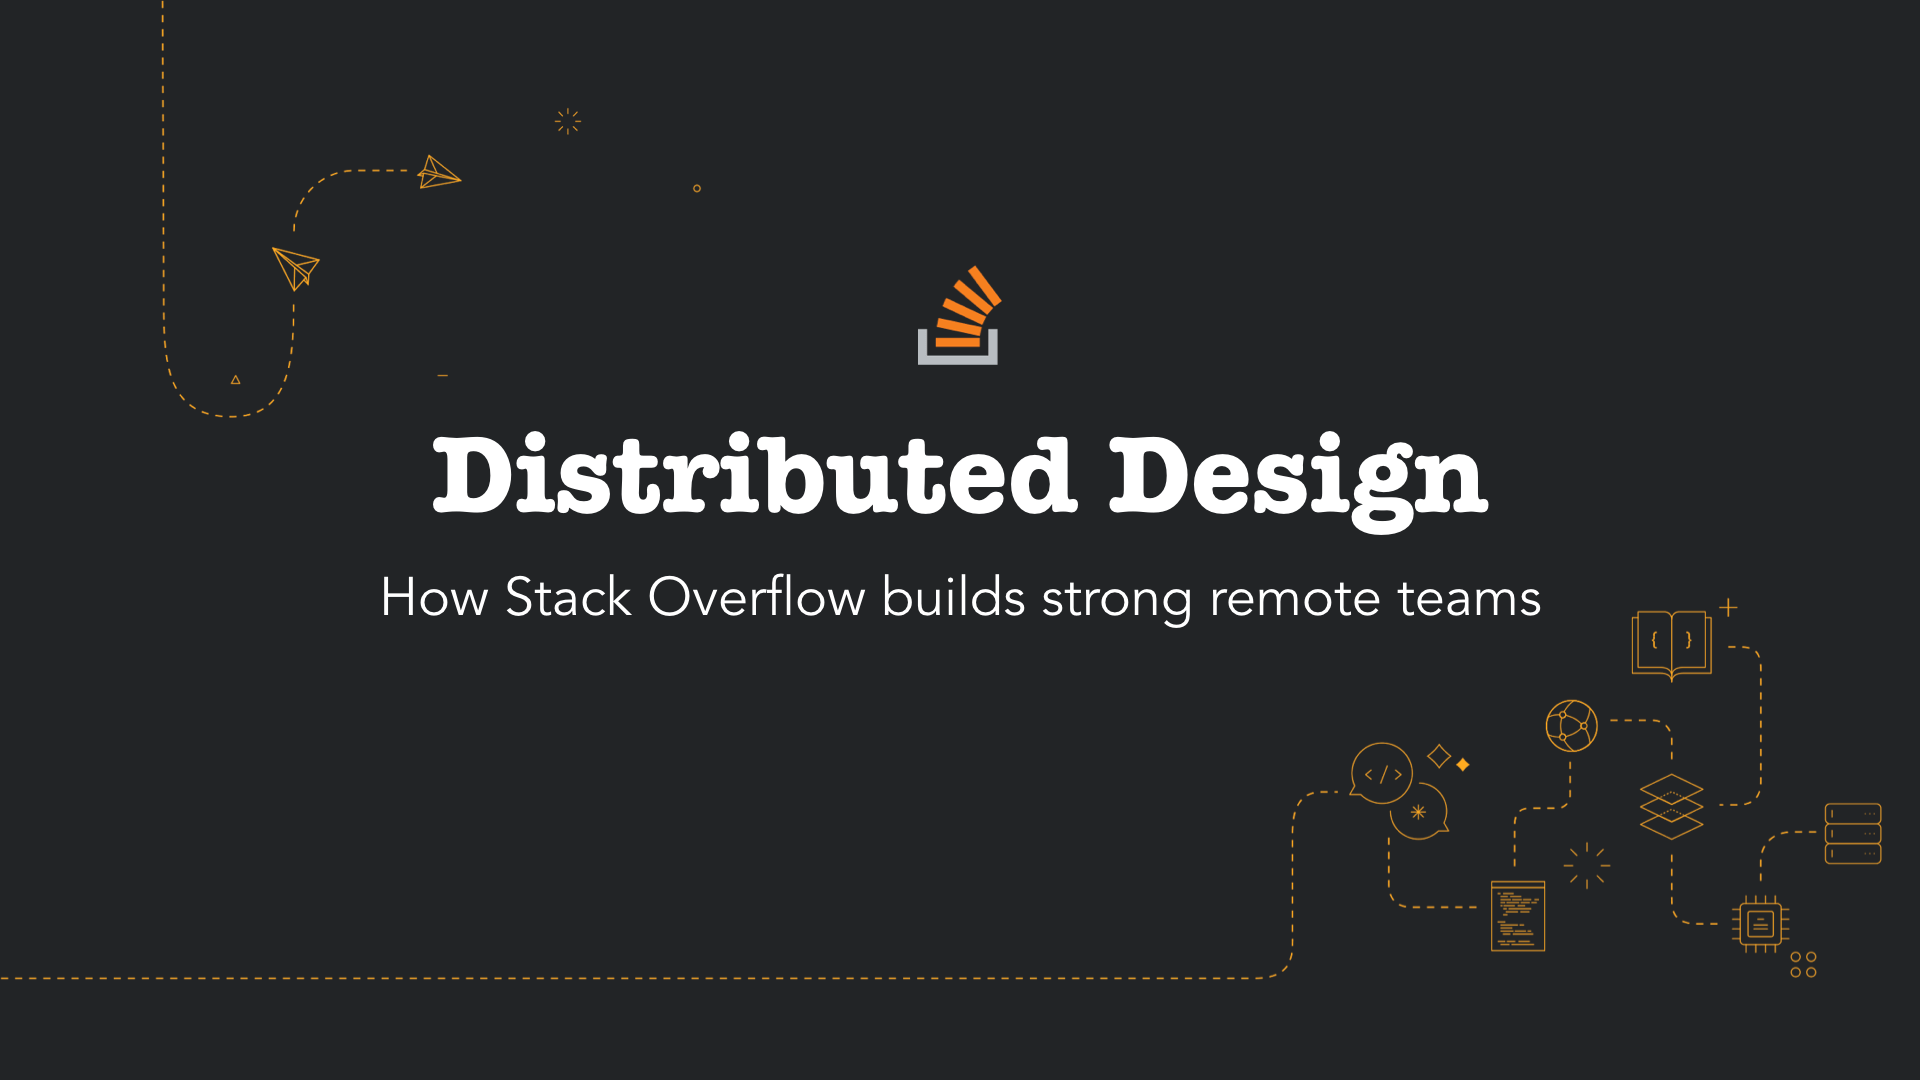 Distributed Design
How Stack Overflow builds strong remote teams
{ }
</>